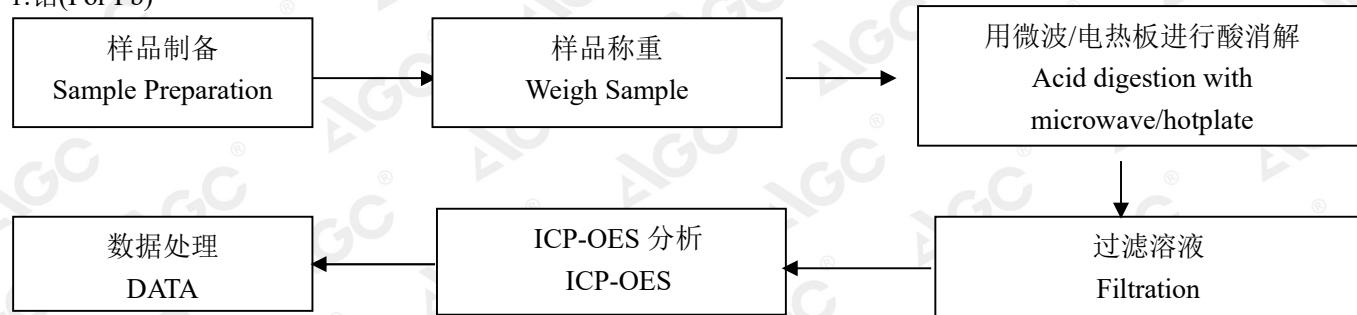 1.铅(For Pb)
样品制备
Sample Preparation
样品称重
Weigh Sample
用微波/电热板进行酸消解
Acid digestion with
microwave/hotplate
过滤溶液
Filtration
ICP-OES 分析
ICP-OES
数据处理
DATA